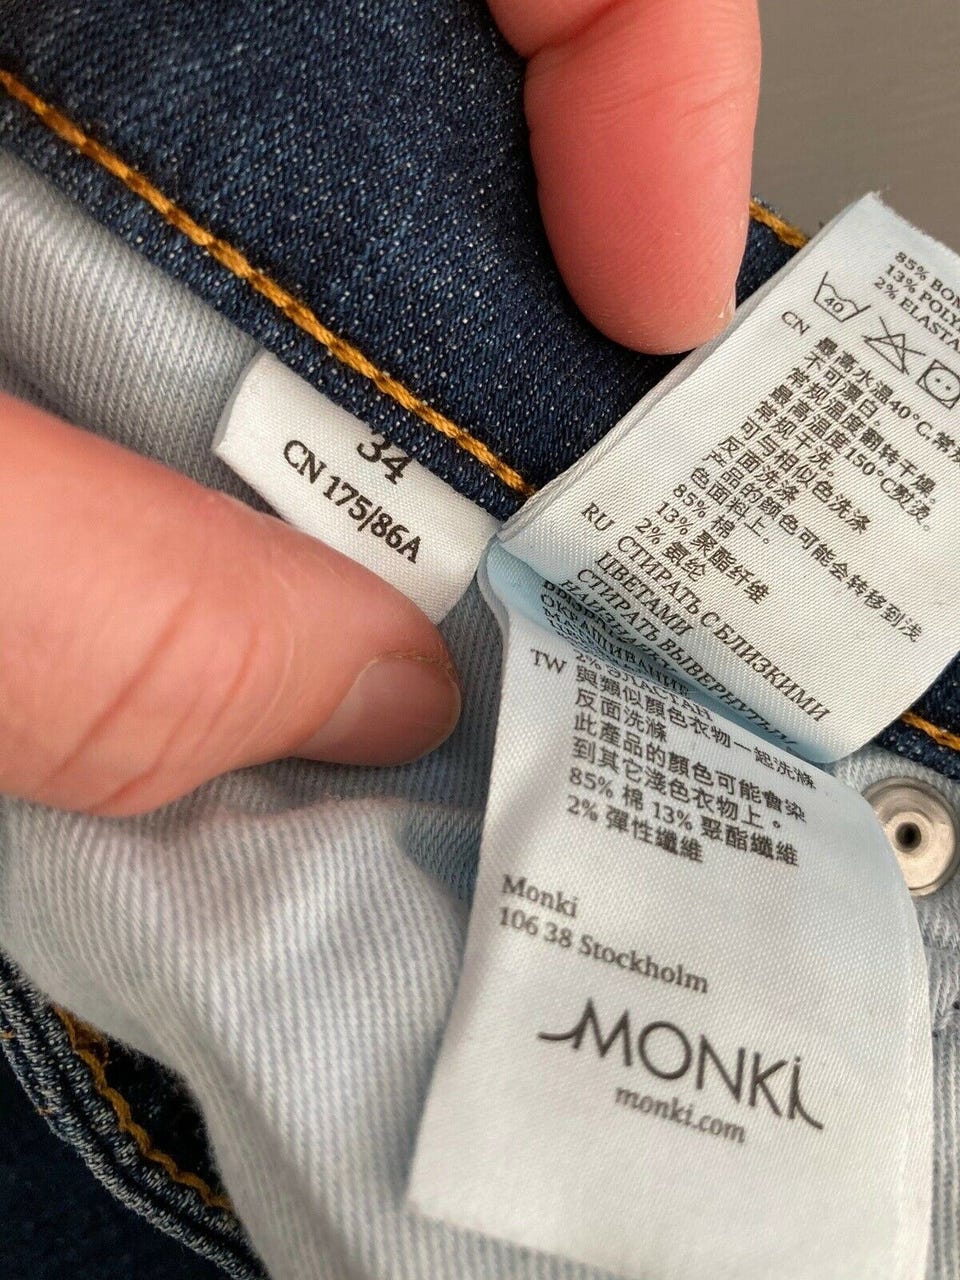 34
CN 175/86A
85% BOM
13% POLY
2% ELASTA
40
CN
最高水温40°C.常
不可漂白。
常规温度翻转干燥。
最高温度150°C熨烫。
常规干洗。
可与相似色洗涤
反面洗涤
产品的颜色可能会转移到浅
色面料上。
85% 棉
13% 聚酯纤维
2% 氨纶
RU СТИРАТЬ С БЛИЗКИМИ
ЦВЕТАМИ
СТИРАТЬ ВЫВЕРНУТЫМ
НАИЗНАНКУ
ОКРАШИВАНИЕ
2% ЭЛАСТАН
TW 與類似顏色衣物一起洗滌
反面洗滌
此產品的顏色可能會染
到其它淺色衣物上。
85% 棉 13% 聚酯纖維
2% 彈性纖維
Monki
106 38 Stockholm
MONKi
monki.com